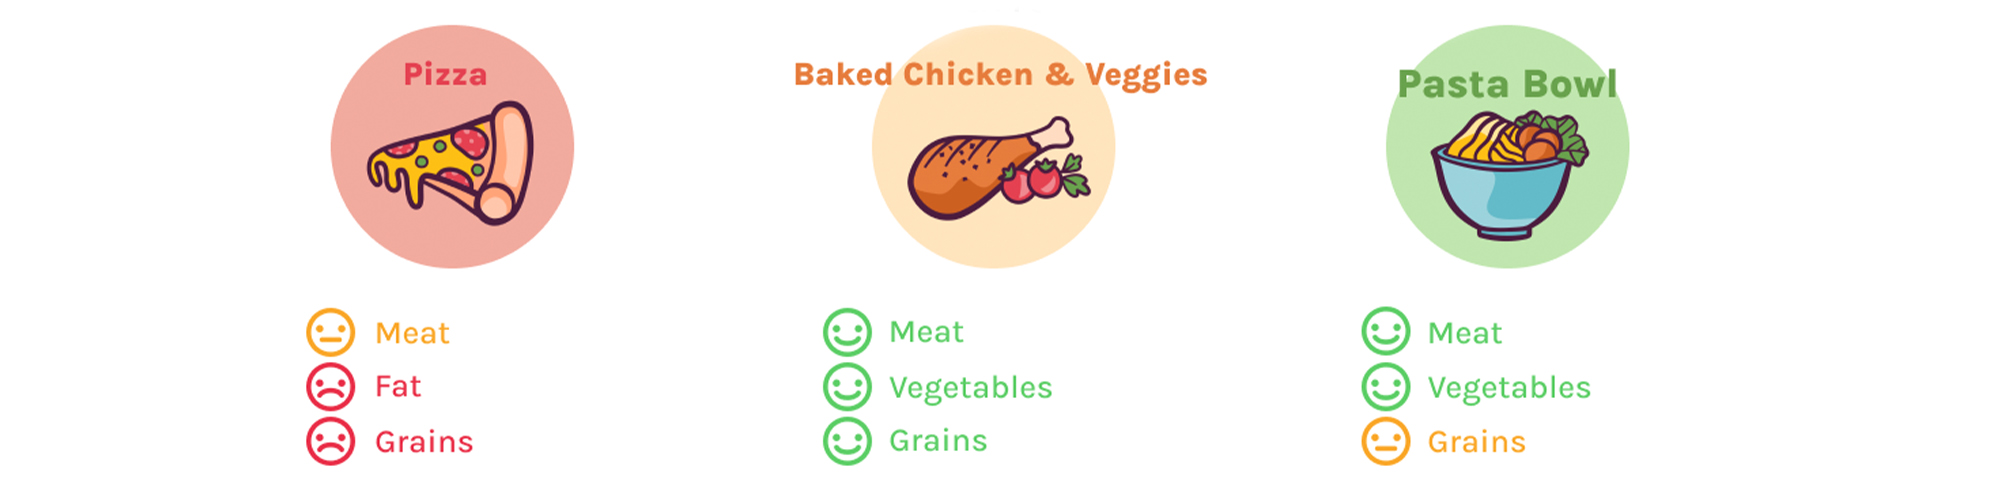 Pizza
Meat
Fat
Grains
Baked Chicken & Veggies
Meat
Vegetables
Grains
Pasta Bowl
Meat
Vegetables
Grains